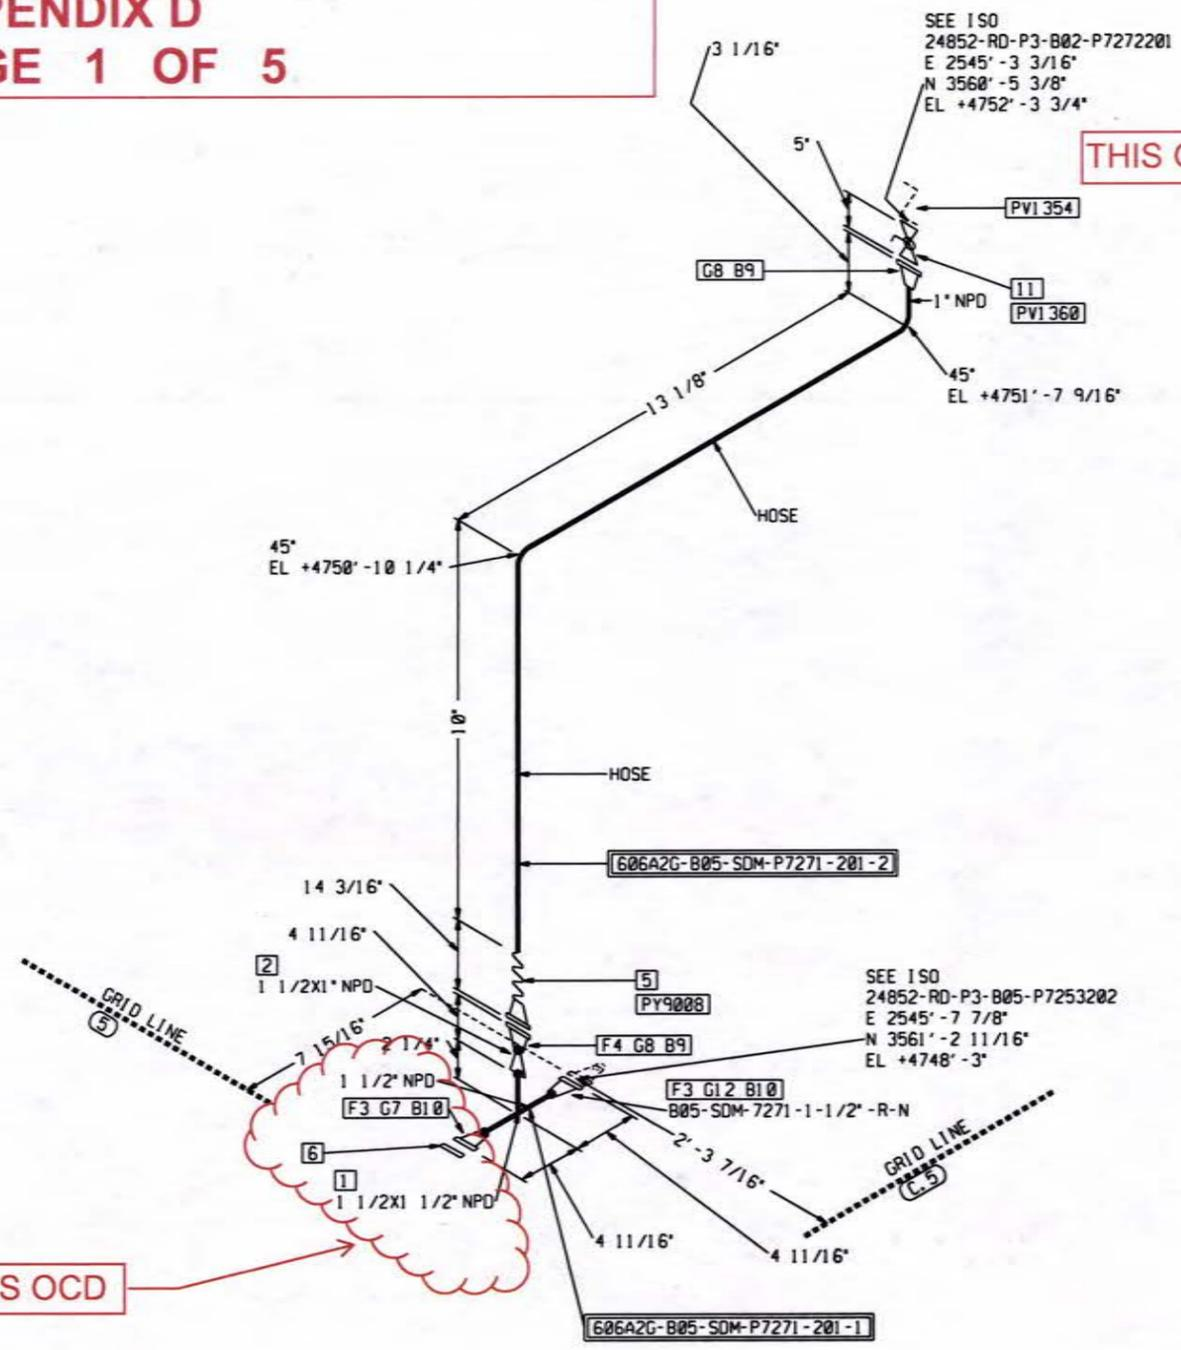 PENDIX D
GE 1 OF 5
SEE ISO
24852-RD-P3-B02-P7272201
E 2545'-3 3/16"
N 3560'-5 3/8"
EL +4752'-3 3/4"
3 1/16"
5"
THIS
PV1354
G8 B9
11
PV1360
1" NPD
45°
EL +4751'-7 9/16"
13 1/8"
HOSE
45°
EL +4750'-10 1/4"
10"
HOSE
606A2G-B05-SDM-P7271-201-2
14 3/16"
4 11/16"
2
1 1/2X1" NPD
5
PY9008
SEE ISO
24852-RD-P3-B05-P7253202
E 2545'-7 7/8"
N 3561'-2 11/16"
EL +4748'-3"
GRID LINE
5
7 15/16"
2 1/4"
F4 G8 B9
1 1/2" NPD
F3 G7 B10
F3 G12 B10
B05-SDM-7271-1-1/2"-R-N
6
1
1 1/2X1 1/2" NPD
2'-3 7/16"
GRID LINE
C.5
4 11/16"
4 11/16"
S OCD
606A2G-B05-SDM-P7271-201-1